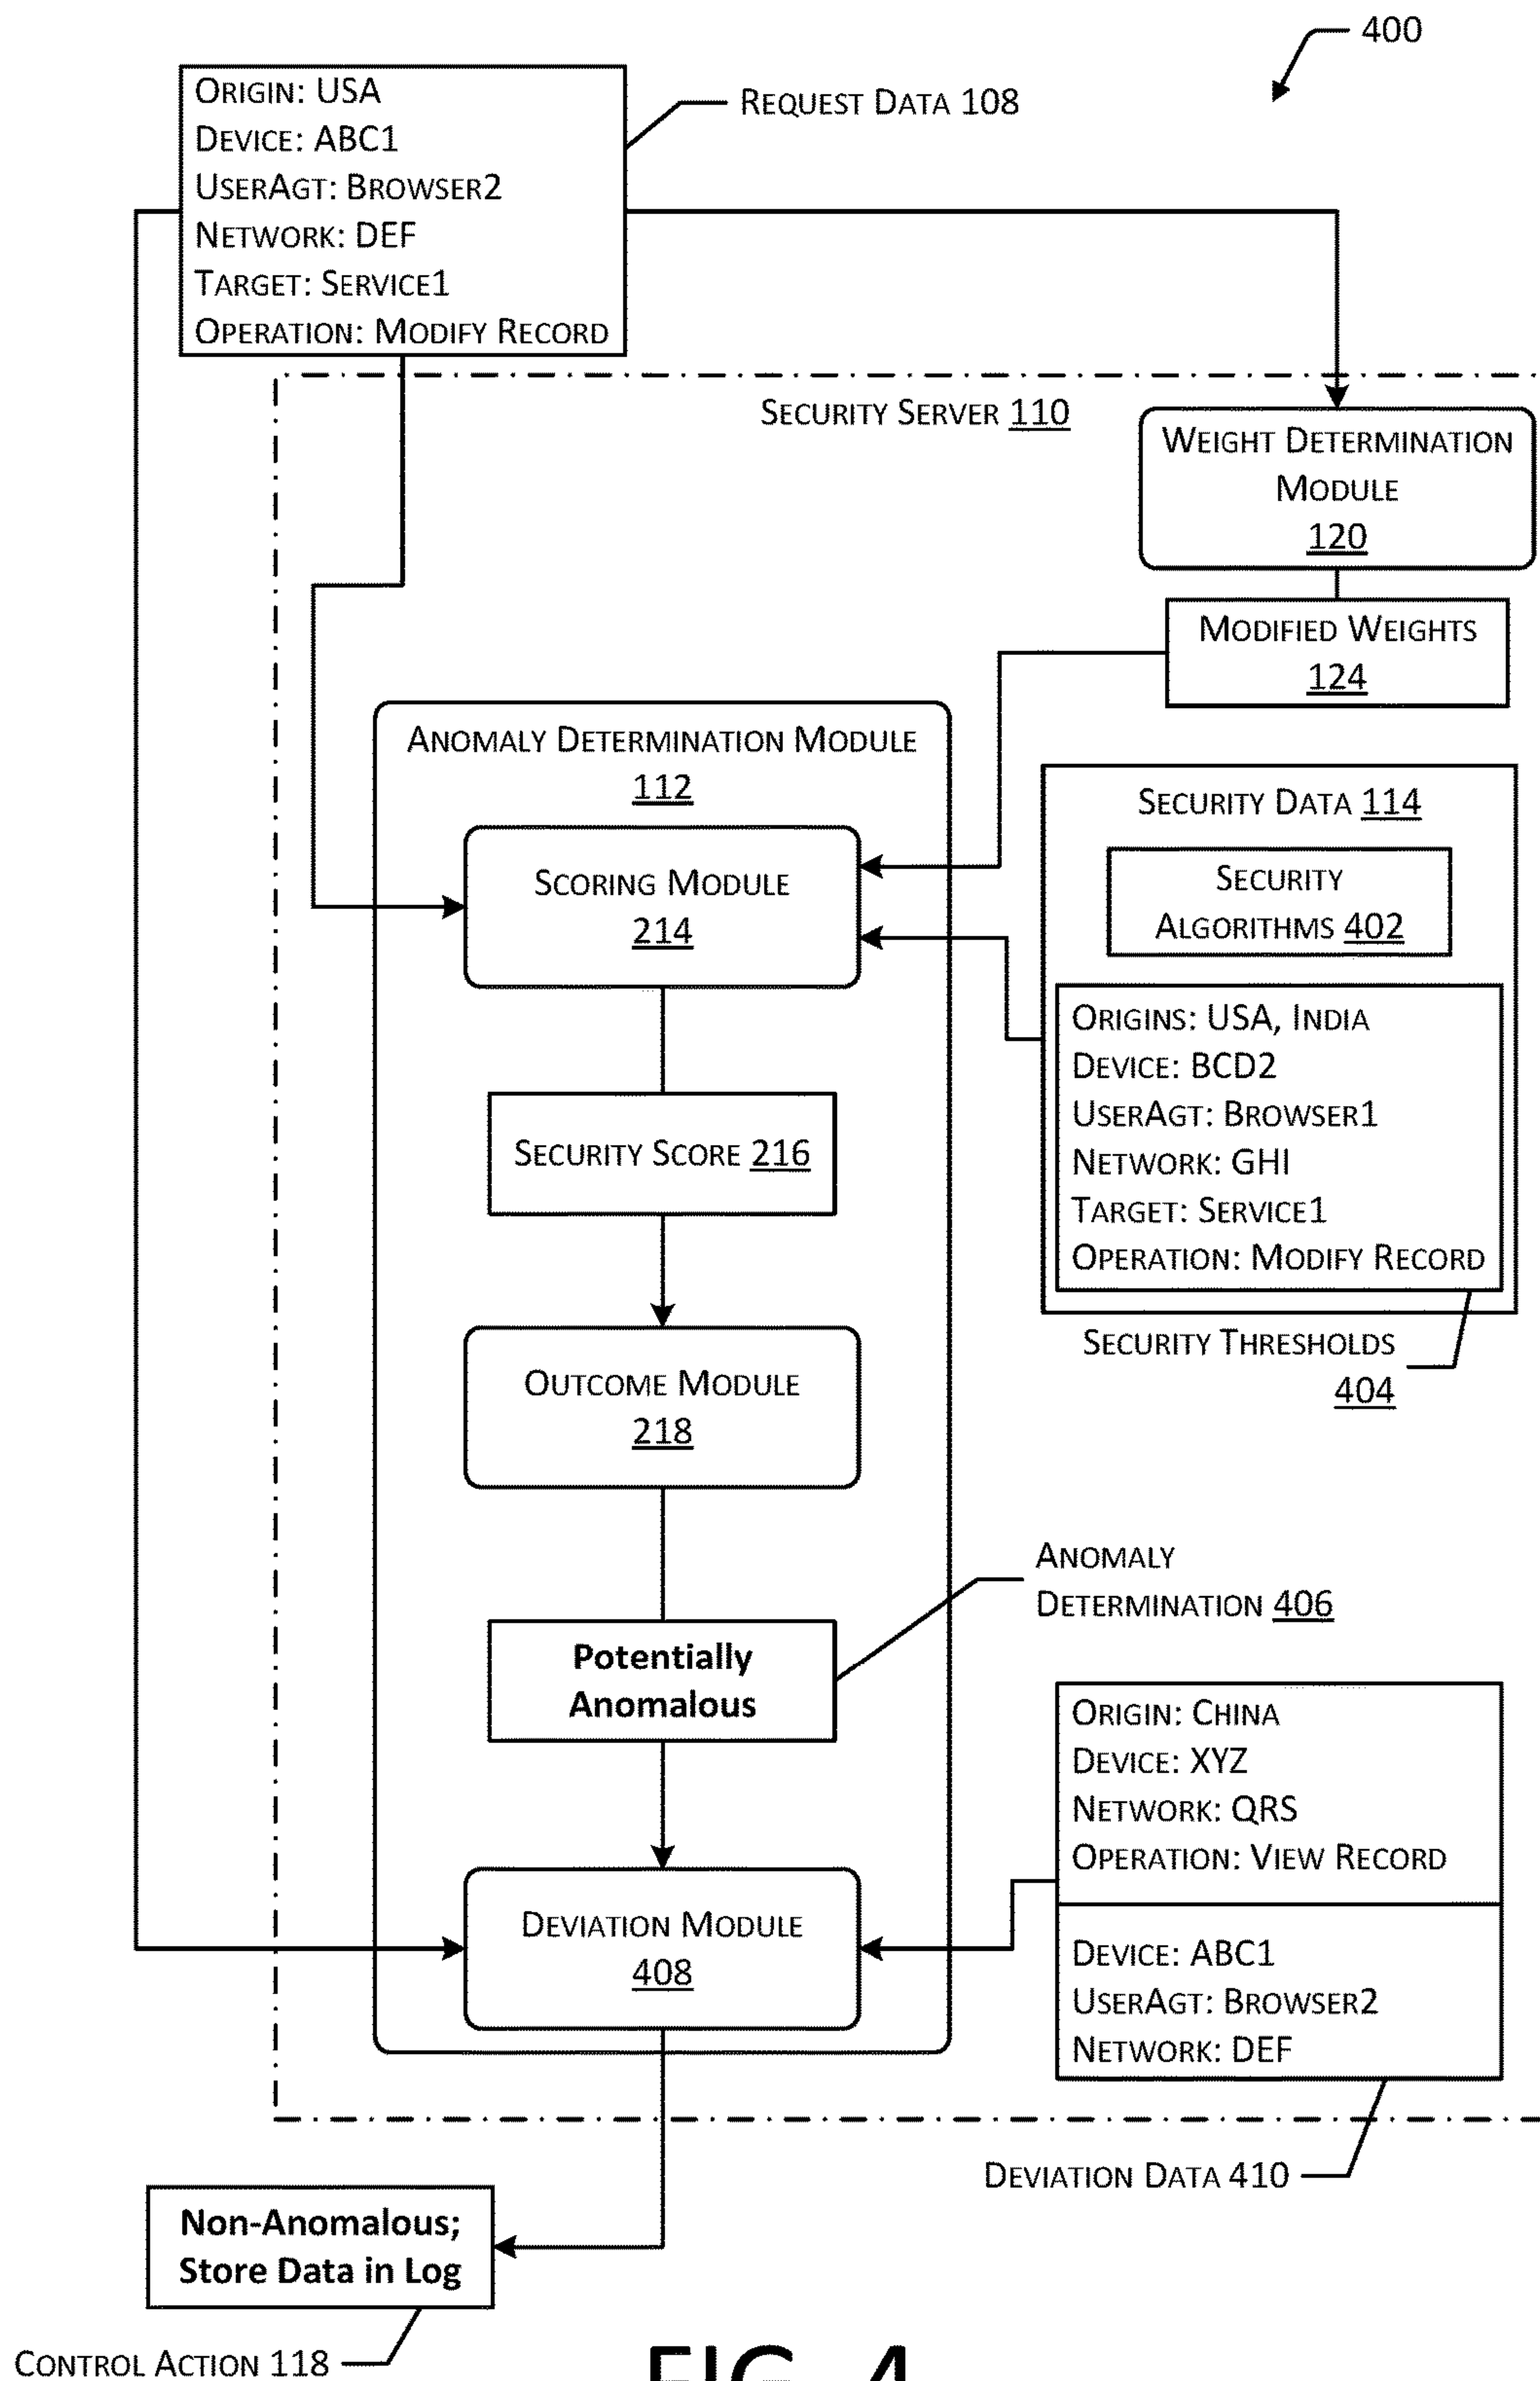 400
Origin: USA
Device: ABC1
UserAgt: Browser2
Network: DEF
Target: Service1
Operation: Modify Record
Request Data 108
Security Server 110
Weight Determination
Module
120
Modified Weights
124
Anomaly Determination Module
112
Scoring Module
214
Security Data 114
Security
Algorithms 402
Origins: USA, India
Device: BCD2
UserAgt: Browser1
Network: GHI
Target: Service1
Operation: Modify Record
Security Thresholds
404
Security Score 216
Outcome Module
218
Anomaly
Determination 406
Potentially
Anomalous
Origin: China
Device: XYZ
Network: QRS
Operation: View Record
Device: ABC1
UserAgt: Browser2
Network: DEF
Deviation Module
408
Deviation Data 410
Non-Anomalous;
Store Data in Log
Control Action 118
FIG. 4